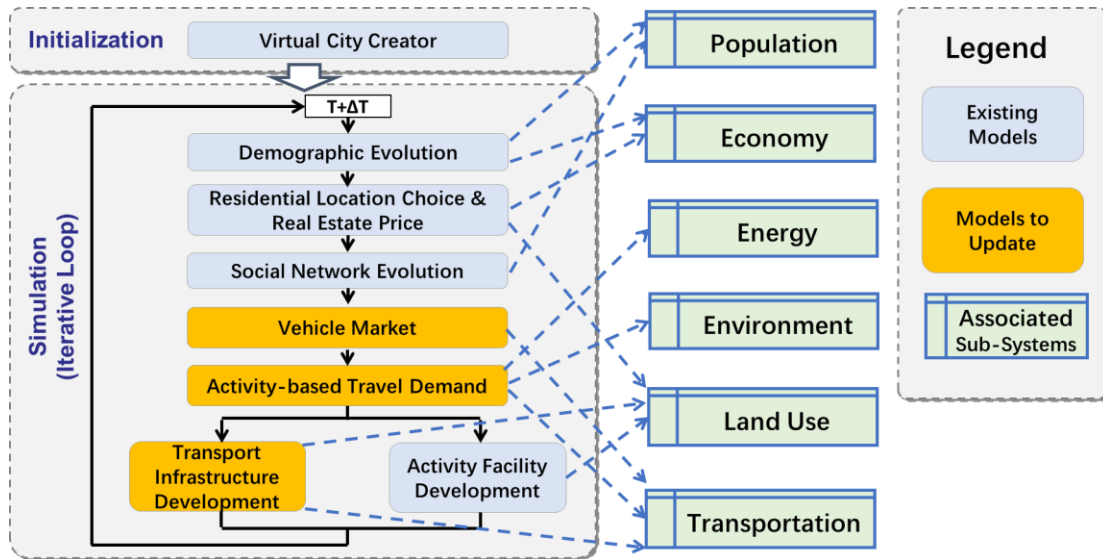 Initialization
Virtual City Creator
Simulation
(Iterative Loop)
T+ΔT
Demographic Evolution
Residential Location Choice &
Real Estate Price
Social Network Evolution
Vehicle Market
Activity-based Travel Demand
Transport
Infrastructure
Development
Activity Facility
Development
Population
Economy
Energy
Environment
Land Use
Transportation
Legend
Existing
Models
Models to
Update
Associated
Sub-Systems